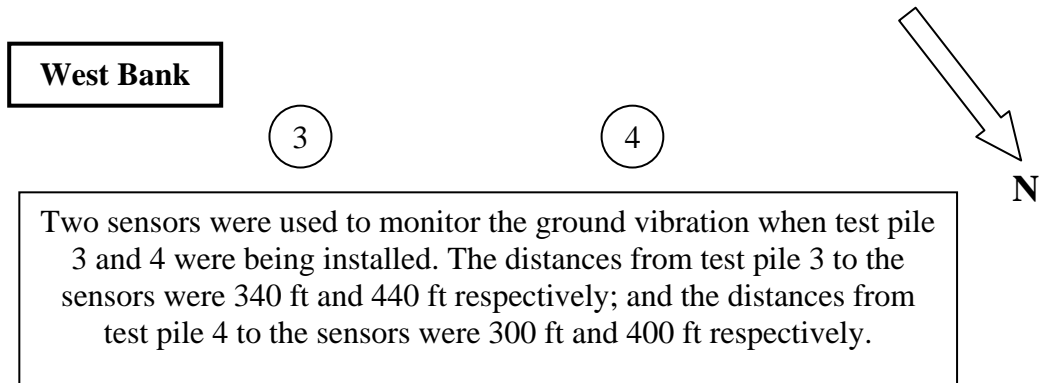 West Bank
3
4
N
Two sensors were used to monitor the ground vibration when test pile
3 and 4 were being installed. The distances from test pile 3 to the
sensors were 340 ft and 440 ft respectively; and the distances from
test pile 4 to the sensors were 300 ft and 400 ft respectively.